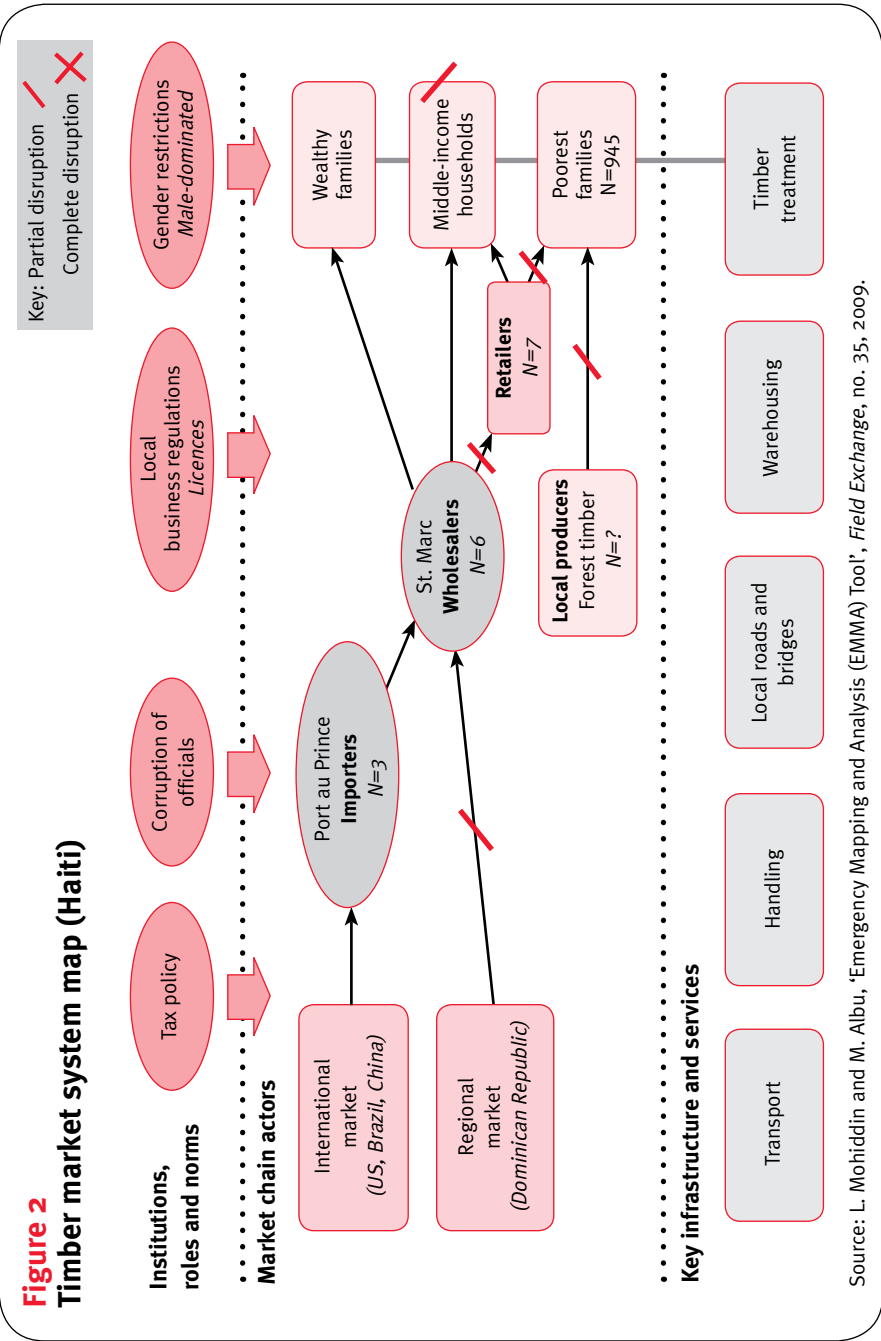 Figure 2
Timber market system map (Haiti)
Key: Partial disruption
Complete disruption
Institutions,
roles and norms
Tax policy
Corruption of
officials
Local
business regulations
Licences
Gender restrictions
Male-dominated
Market chain actors
International
market
(US, Brazil, China)
Port au Prince
Importers
N=3
Wealthy
families
Regional
market
(Dominican Republic)
St. Marc
Wholesalers
N=6
Middle-income
households
Retailers
N=7
Local producers
Forest timber
N=?
Poorest
families
N=945
Key infrastructure and services
Transport
Handling
Local roads and
bridges
Warehousing
Timber
treatment
Source: L. Mohiddin and M. Albu, ‘Emergency Mapping and Analysis (EMMA) Tool’, Field Exchange, no. 35, 2009.